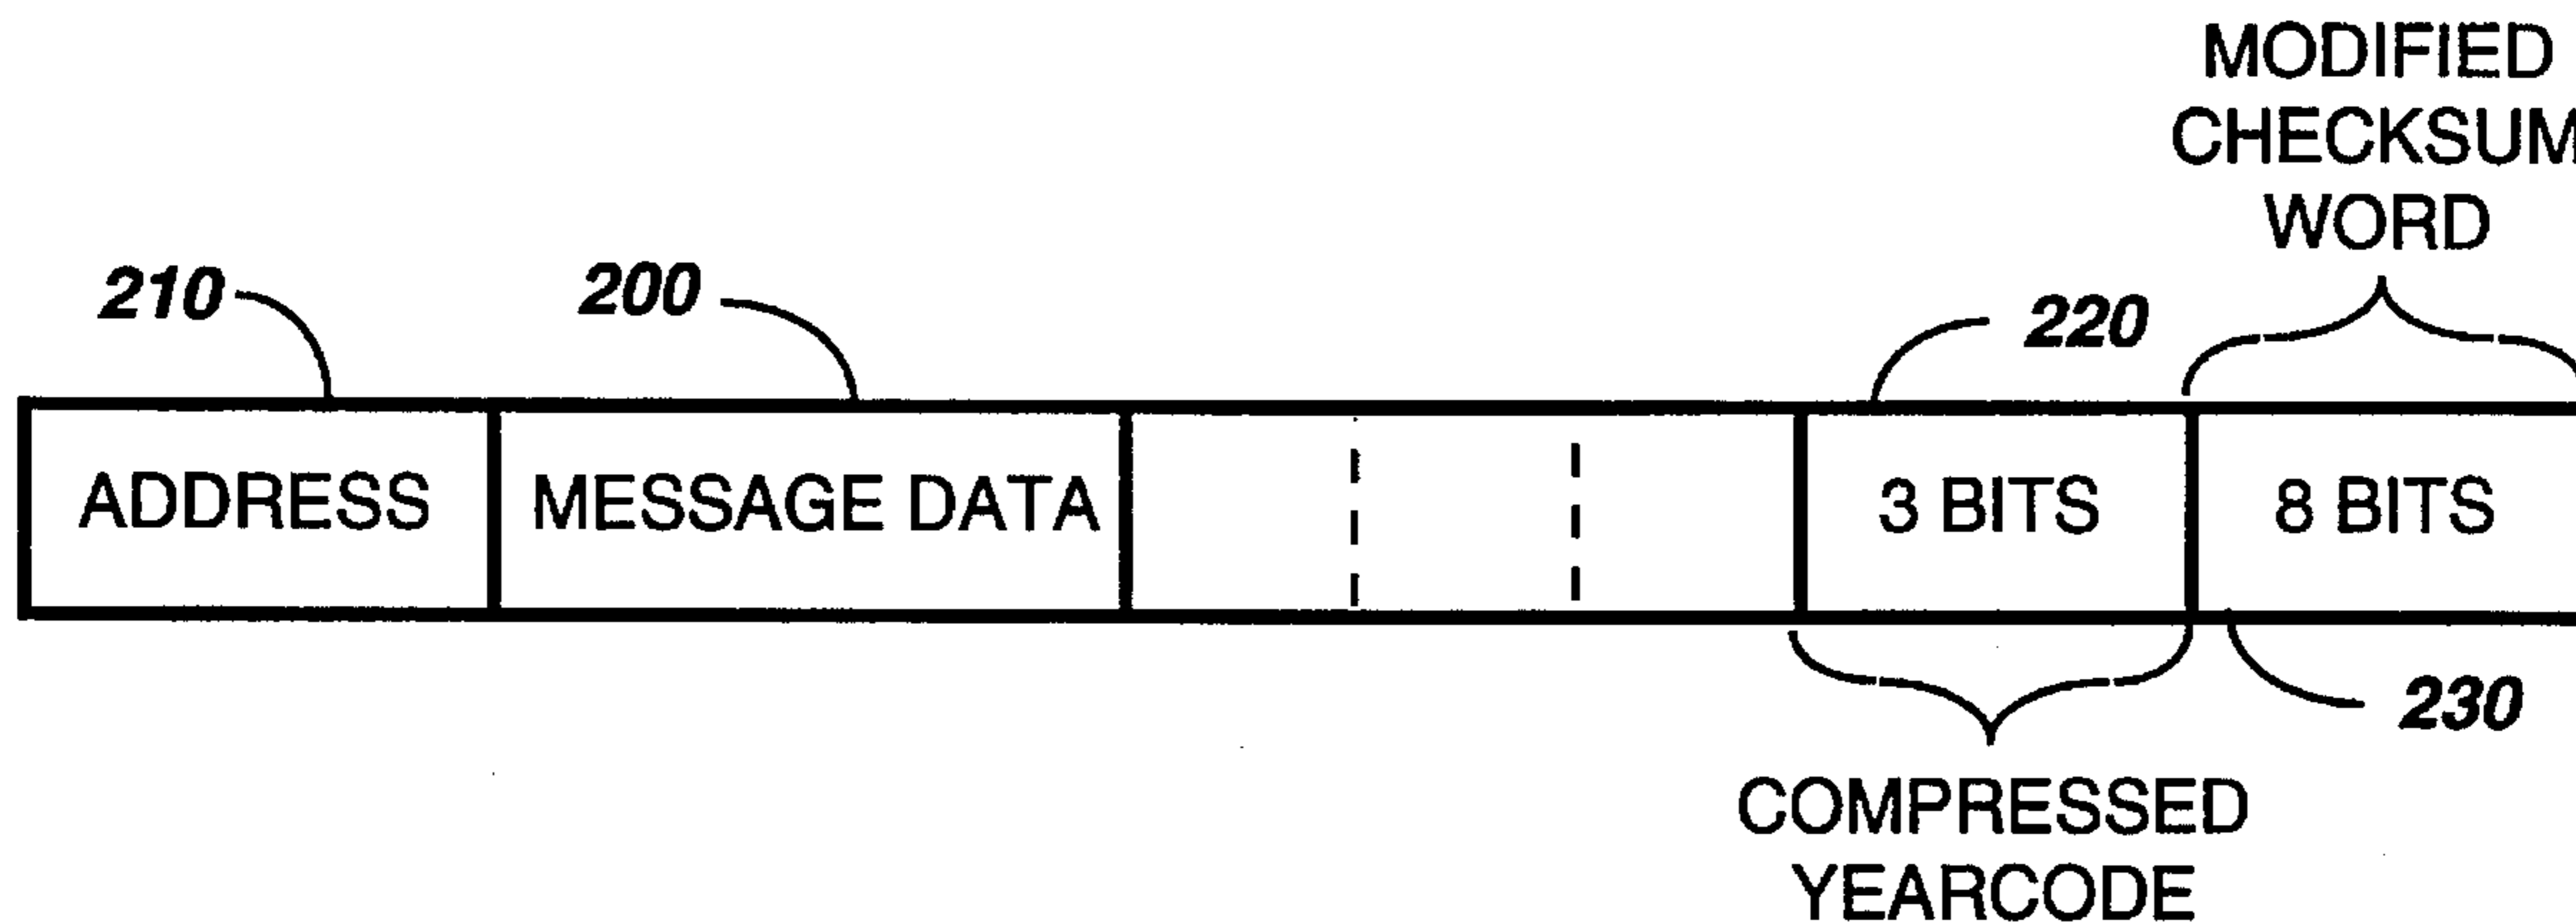 MODIFIED
CHECKSUM
WORD
210
200
220
ADDRESS
MESSAGE DATA
3 BITS
8 BITS
230
COMPRESSED
YEARCODE